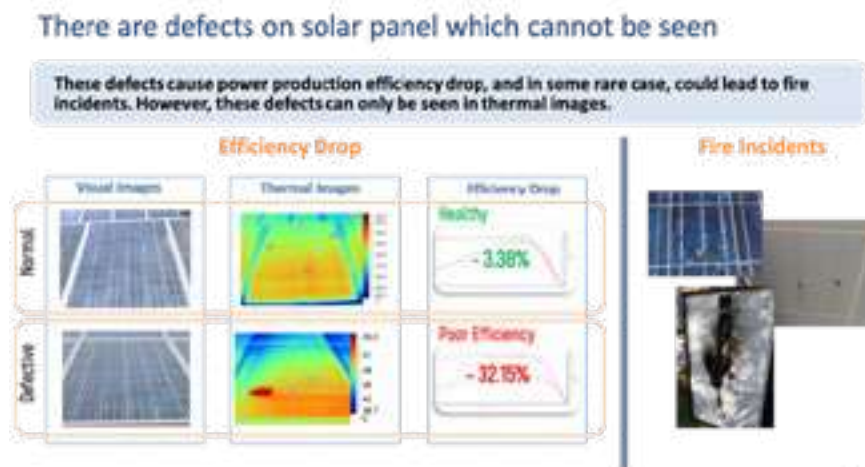 There are defects on solar panel which cannot be seen
These defects cause power production efficiency drop, and in some rare case, could lead to fire
incidents. However, these defects can only be seen in thermal images.
Efficiency Drop
Fire Incidents
Visual Images
Thermal Images
Efficiency Drop
Normal
Healthy
- 3.38%
Defective
Poor Efficiency
- 32.15%